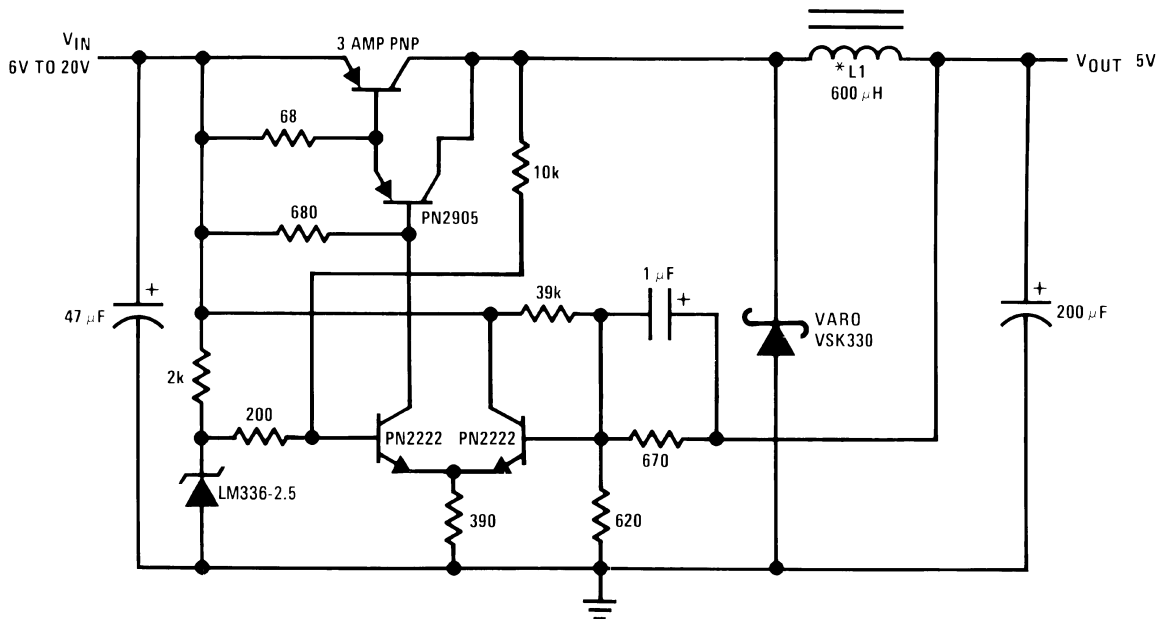 V_IN
6V TO 20V
3 AMP PNP
*L1
600 μH
V_OUT 5V
68
10k
PN2905
680
1 μF
+
39k
+
47 μF
+
200 μF
VARO
VSK330
2k
200
PN2222
PN2222
670
LM336-2.5
390
620